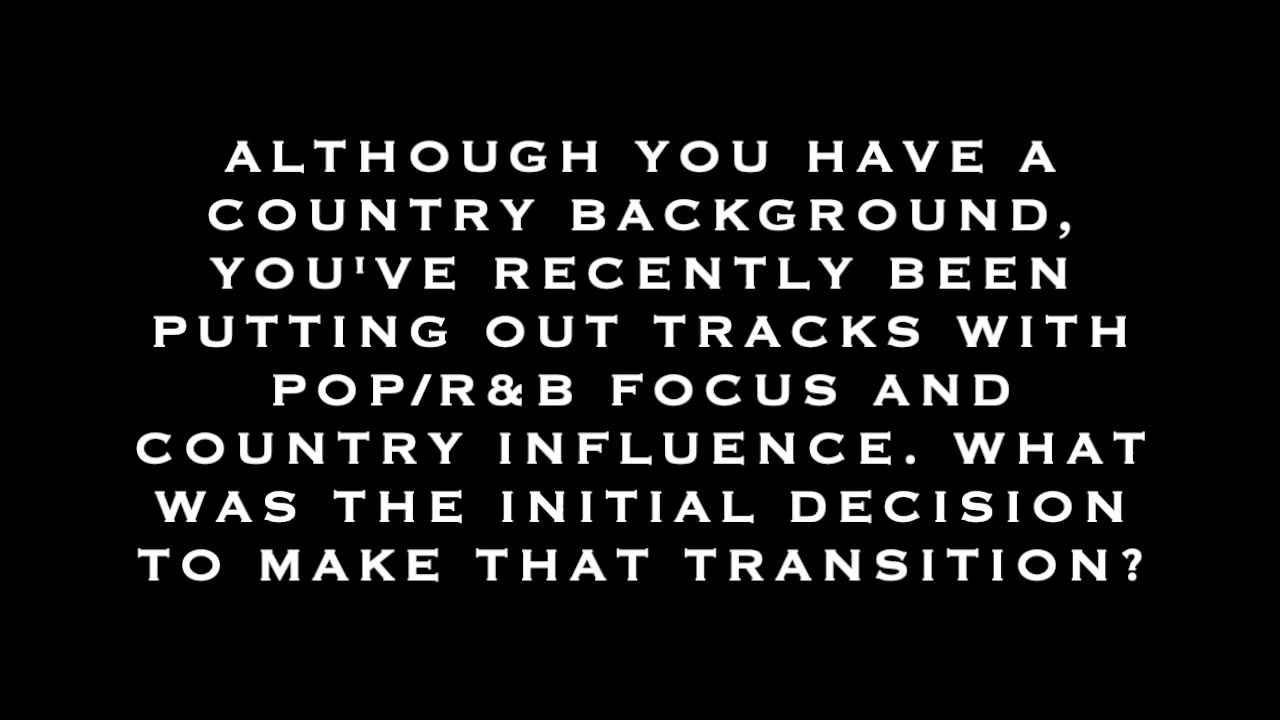 ALTHOUGH YOU HAVE A
COUNTRY BACKGROUND,
YOU'VE RECENTLY BEEN
PUTTING OUT TRACKS WITH
POP/R&B FOCUS AND
COUNTRY INFLUENCE. WHAT
WAS THE INITIAL DECISION
TO MAKE THAT TRANSITION?